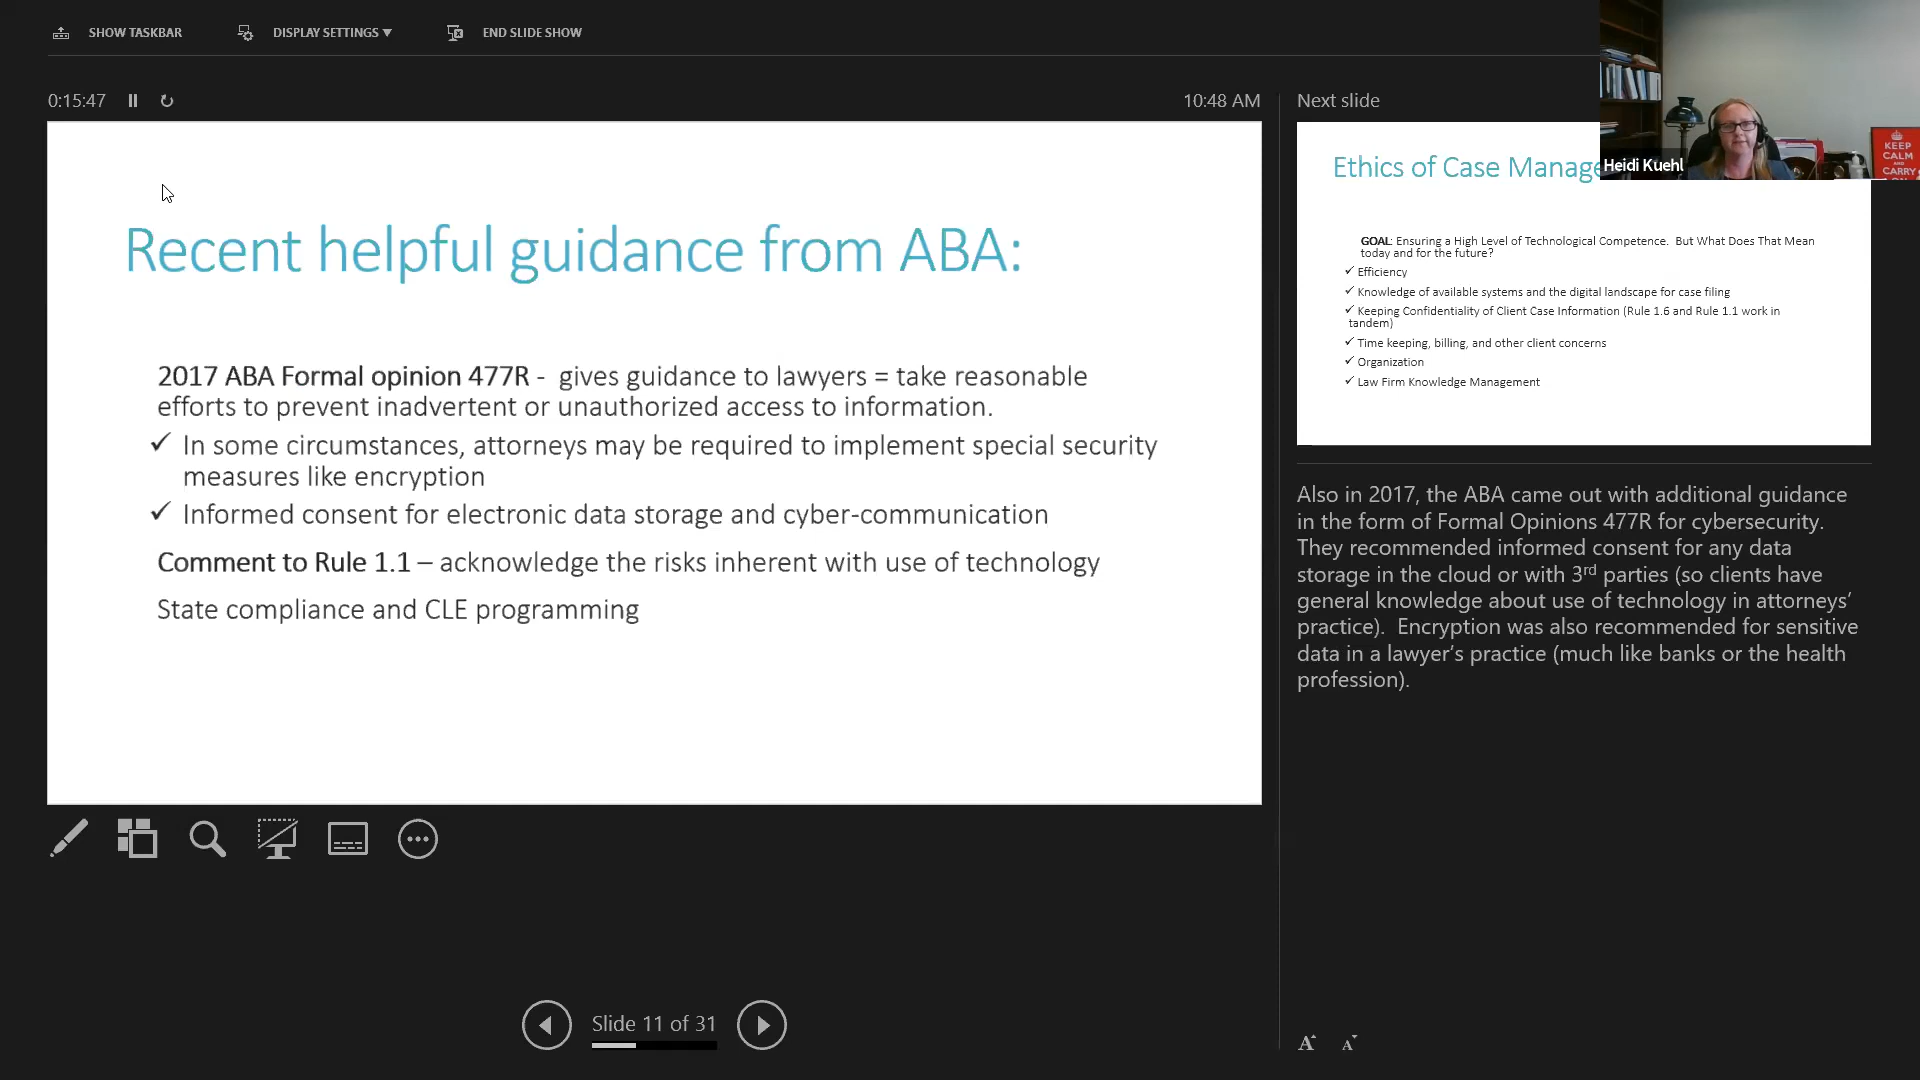 SHOW TASKBAR
DISPLAY SETTINGS ▼
END SLIDE SHOW
0:15:47
10:48 AM
Recent helpful guidance from ABA:
2017 ABA Formal opinion 477R - gives guidance to lawyers = take reasonable
efforts to prevent inadvertent or unauthorized access to information.
✓ In some circumstances, attorneys may be required to implement special security
measures like encryption
✓ Informed consent for electronic data storage and cyber-communication
Comment to Rule 1.1 – acknowledge the risks inherent with use of technology
State compliance and CLE programming
Slide 11 of 31
Next slide
Ethics of Case Manage
GOAL: Ensuring a High Level of Technological Competence. But What Does That Mean
today and for the future?
✓ Efficiency
✓ Knowledge of available systems and the digital landscape for case filing
✓ Keeping Confidentiality of Client Case Information (Rule 1.6 and Rule 1.1 work in
tandem)
✓ Time keeping, billing, and other client concerns
✓ Organization
✓ Law Firm Knowledge Management
Heidi Kuehl
KEEP
CALM
AND
CARRY
ON
Also in 2017, the ABA came out with additional guidance
in the form of Formal Opinions 477R for cybersecurity.
They recommended informed consent for any data
storage in the cloud or with 3rd parties (so clients have
general knowledge about use of technology in attorneys’
practice). Encryption was also recommended for sensitive
data in a lawyer’s practice (much like banks or the health
profession).
A A